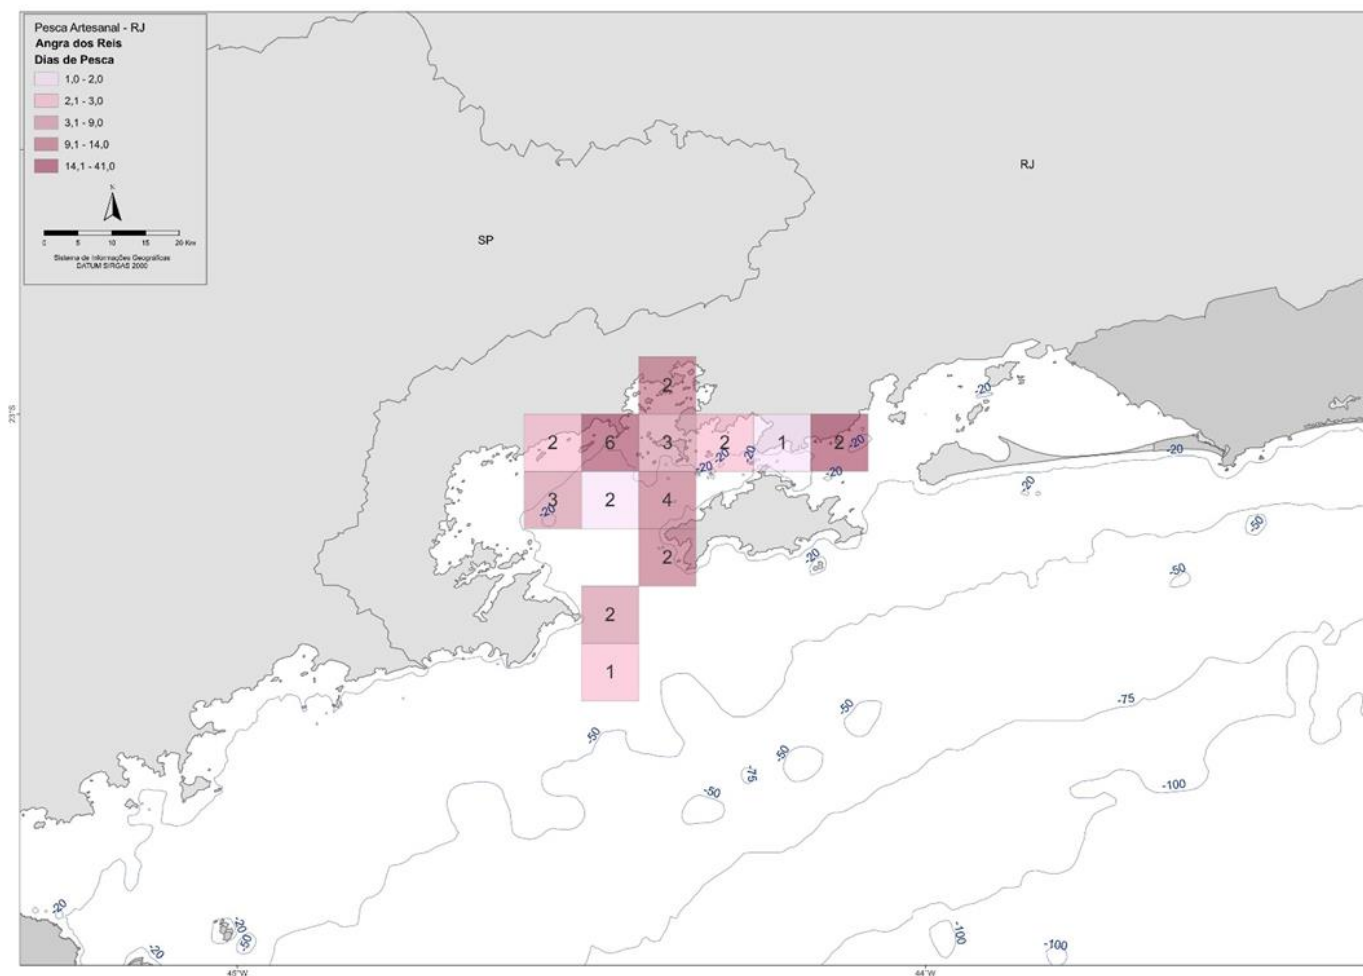 Pesca Artesanal - RJ
Angra dos Reis
Dias de Pesca
1,0 - 2,0
2,1 - 3,0
3,1 - 9,0
9,1 - 14,0
14,1 - 41,0
N
0 5 10 15 20 Km
Sistema de Informações Geográficas
DATUM SIRGAS 2000
RJ
SP
2
-20
23°S
2 6 3 2 1 2
-20 -20 -20 -20 -20
-20
-20
3 2 4
-20
-20
-50
2
-20
-50
2
1
-75
-50
-50
-50
-75
-50
-100
-20
-20
-50
-20
-100
-100
45°W
44°W